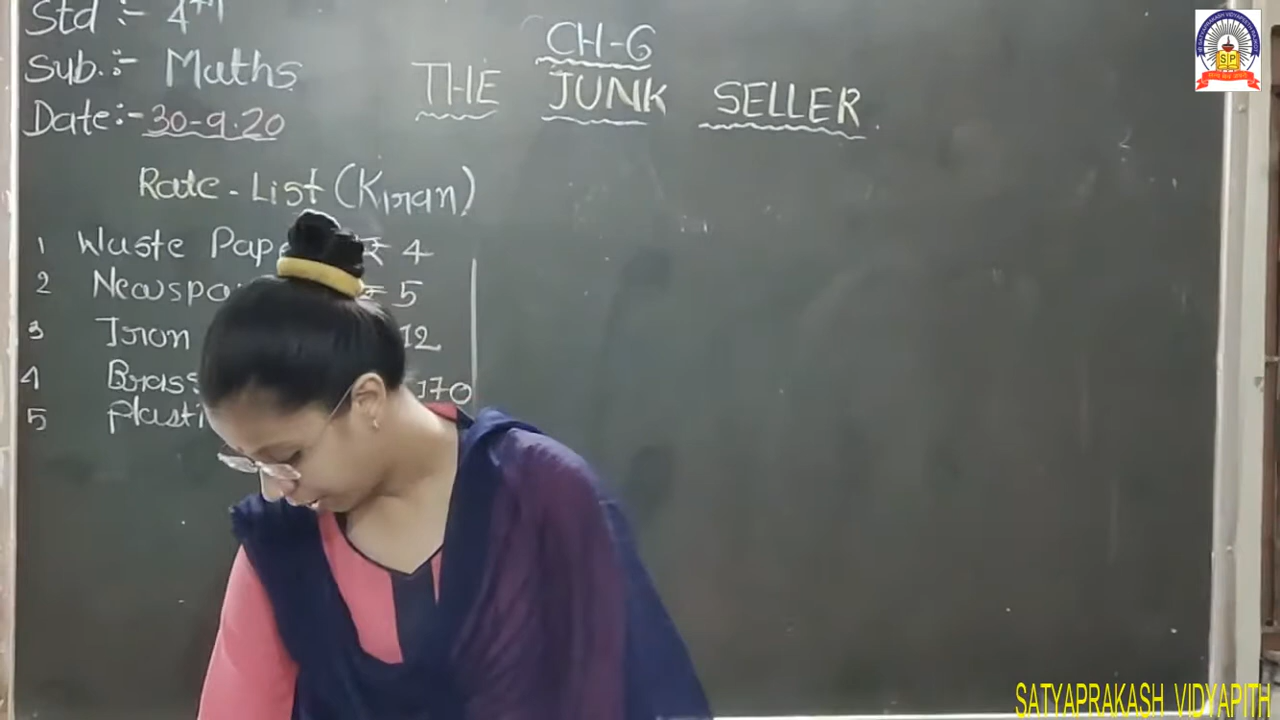 Std :- 4th
Sub. :- Maths
Date:- 30-9.20
CH-6
THE JUNK SELLER
Rate - List (Kiran)
1 Waste Pape ₹ 4
2 Newspa ₹ 5
3 Iron 12
4 Brass 170
5 Plasti
SP
SATYAPRAKASH VIDYAPITH